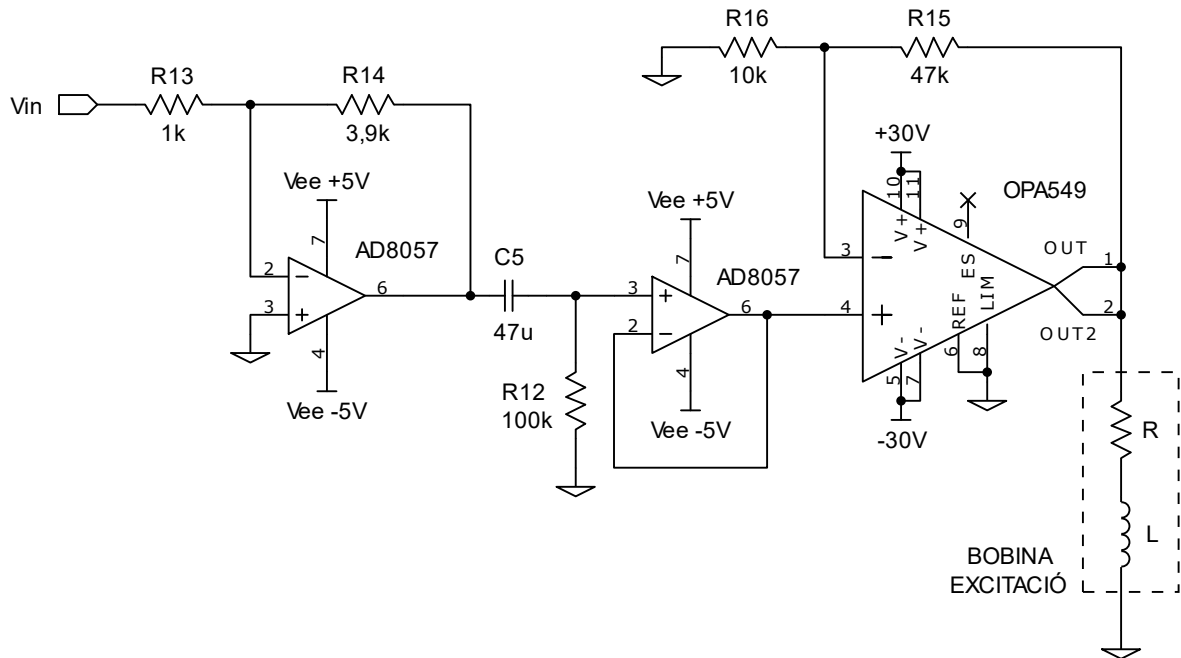 R16
R15
10k
47k
R13
R14
Vin
1k
3,9k
+30V
Vee +5V
Vee +5V
OPA549
10
11
V+
V+
9
ES
7
7
AD8057
AD8057
C5
2
6
3
47u
3
6
2
3
4
OUT
1
2
OUT2
REF
LIM
V-
V-
6
8
5
7
4
4
Vee -5V
Vee -5V
R12
100k
-30V
R
L
BOBINA
EXCITACIÓ